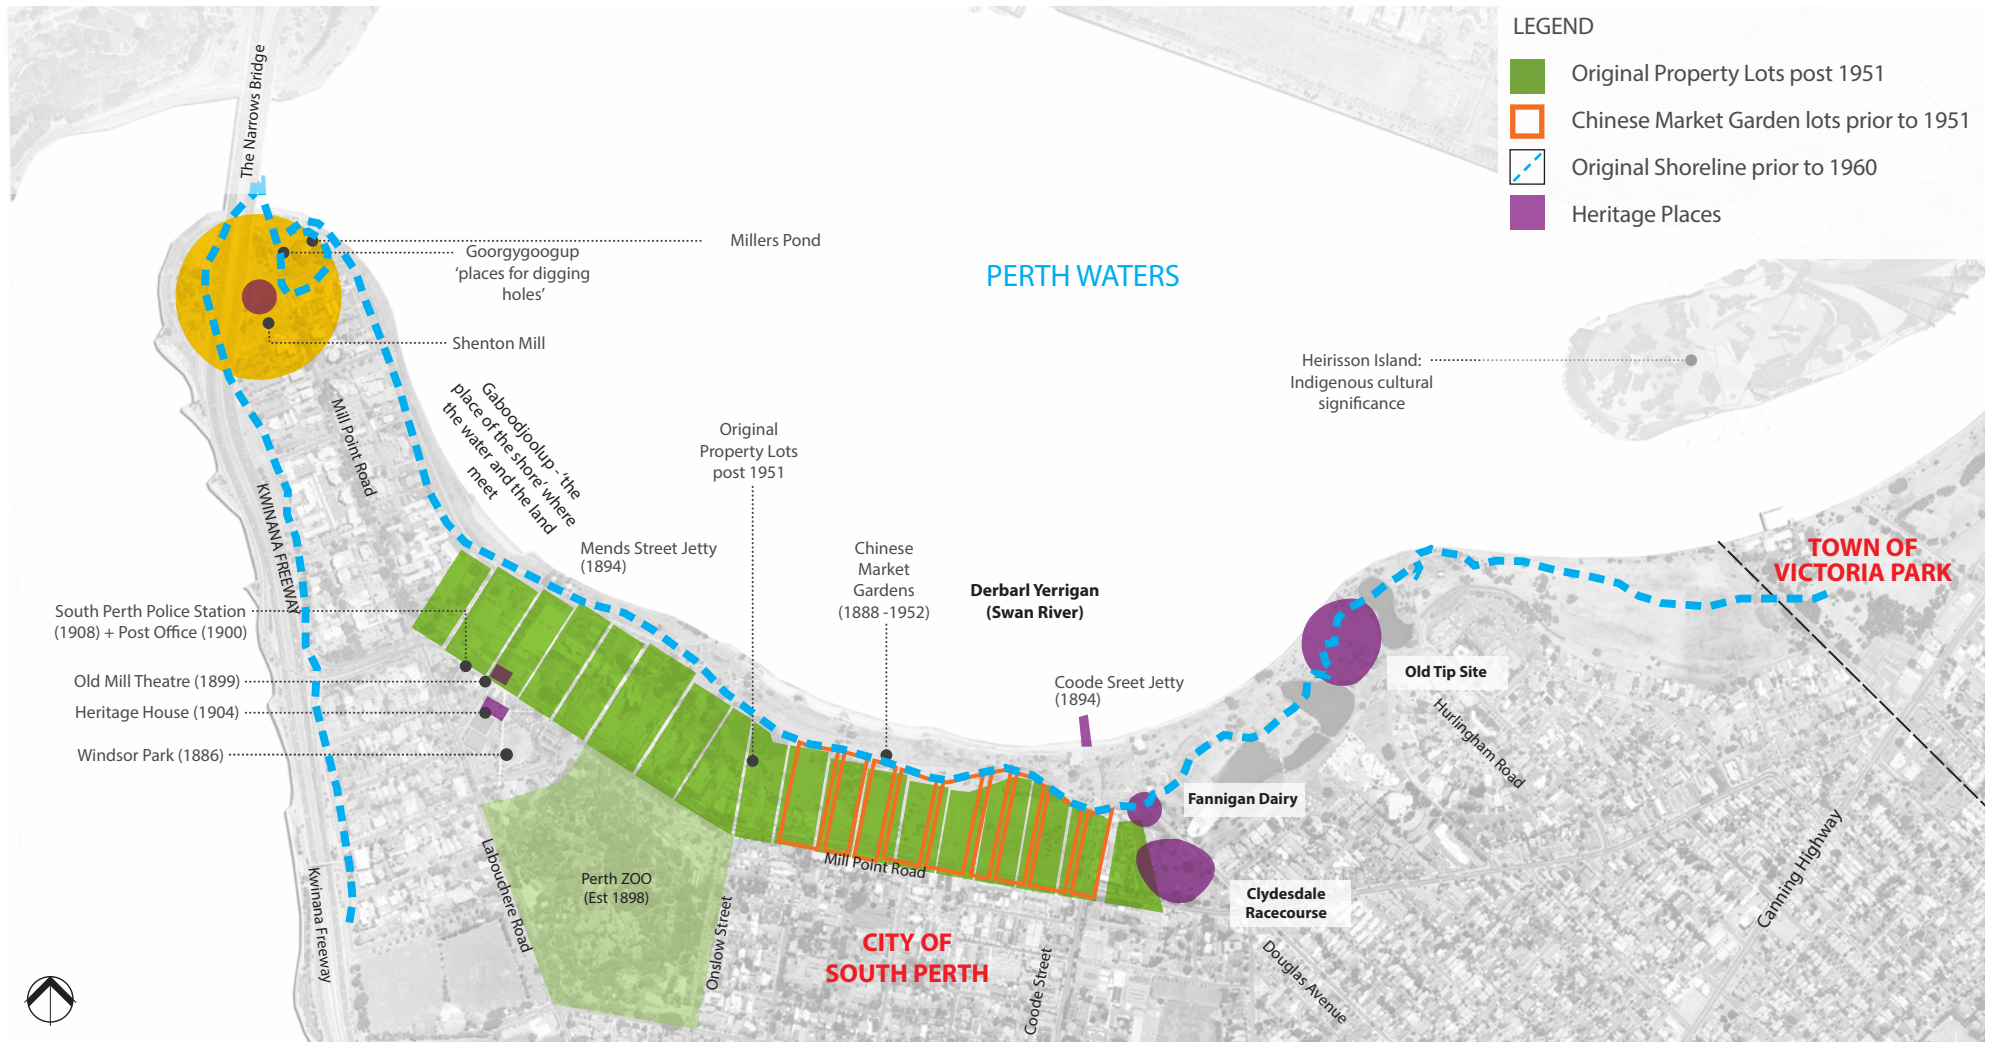 LEGEND
Original Property Lots post 1951
Chinese Market Garden lots prior to 1951
Original Shoreline prior to 1960
Heritage Places
The Narrows Bridge
Millers Pond
Goorgygoogup
‘places for digging
holes’
PERTH WATERS
Shenton Mill
Heirisson Island:
Indigenous cultural
significance
Gaboodjoolup - ‘the
place of the shore’ where
the water and the land
meet
Mill Point Road
Original
Property Lots
post 1951
KWINANA FREEWAY
Mends Street Jetty
(1894)
Chinese
Market
Gardens
(1888 -1952)
Derbarl Yerrigan
(Swan River)
TOWN OF
VICTORIA PARK
South Perth Police Station
(1908) + Post Office (1900)
Old Mill Theatre (1899)
Heritage House (1904)
Windsor Park (1886)
Coode Sreet Jetty
(1894)
Old Tip Site
Hurlingham Road
Fannigan Dairy
Mill Point Road
Canning Highway
Labouchere Road
Kwinana Freeway
Perth ZOO
(Est 1898)
Onslow Street
Clydesdale
Racecourse
CITY OF
SOUTH PERTH
Coode Street
Douglas Avenue